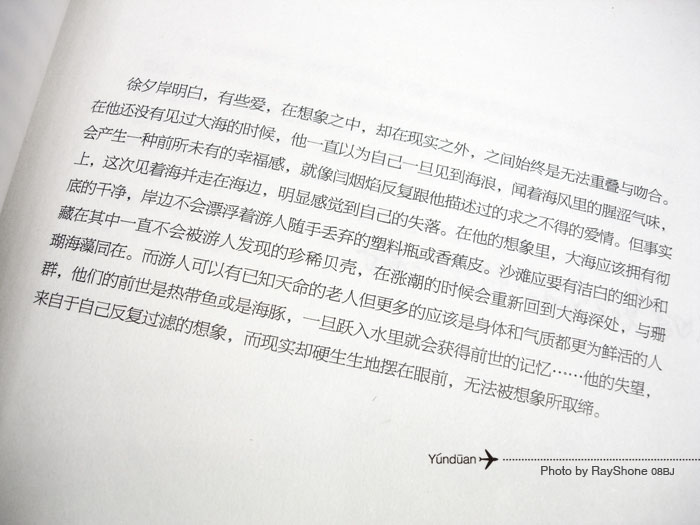 徐夕岸明白，有些爱，在想象之中，却在现实之外，之间始终是无法重叠与吻合。
在他还没有见过大海的时候，他一直以为自己一旦见到海浪，闻着海风里的腥涩气味，
会产生一种前所未有的幸福感，就像闫烟焰反复跟他描述过的求之不得的爱情。但事实
上，这次见着海并走在海边，明显感觉到自己的失落。在他的想象里，大海应该拥有彻
底的干净，岸边不会漂浮着游人随手丢弃的塑料瓶或香蕉皮。沙滩应要有洁白的细沙和
藏在其中一直不会被游人发现的珍稀贝壳，在涨潮的时候会重新回到大海深处，与珊
瑚海藻同在。而游人可以有已知天命的老人但更多的应该是身体和气质都更为鲜活的人
群，他们的前世是热带鱼或是海豚，一旦跃入水里就会获得前世的记忆……他的失望，
来自于自己反复过滤的想象，而现实却硬生生地摆在眼前，无法被想象所取缔。
Yúnduān
Photo by RayShone 08BJ